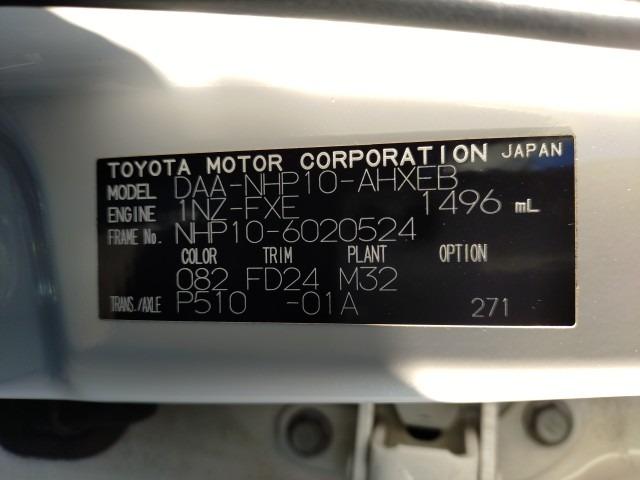 TOYOTA MOTOR CORPORATION JAPAN
MODEL DAA-NHP10-AHXEB
ENGINE 1NZ-FXE 1496 mL
FRAME No. NHP10-6020524
COLOR TRIM PLANT OPTION
082 FD24 M32
TRANS./AXLE P510 -01A 271